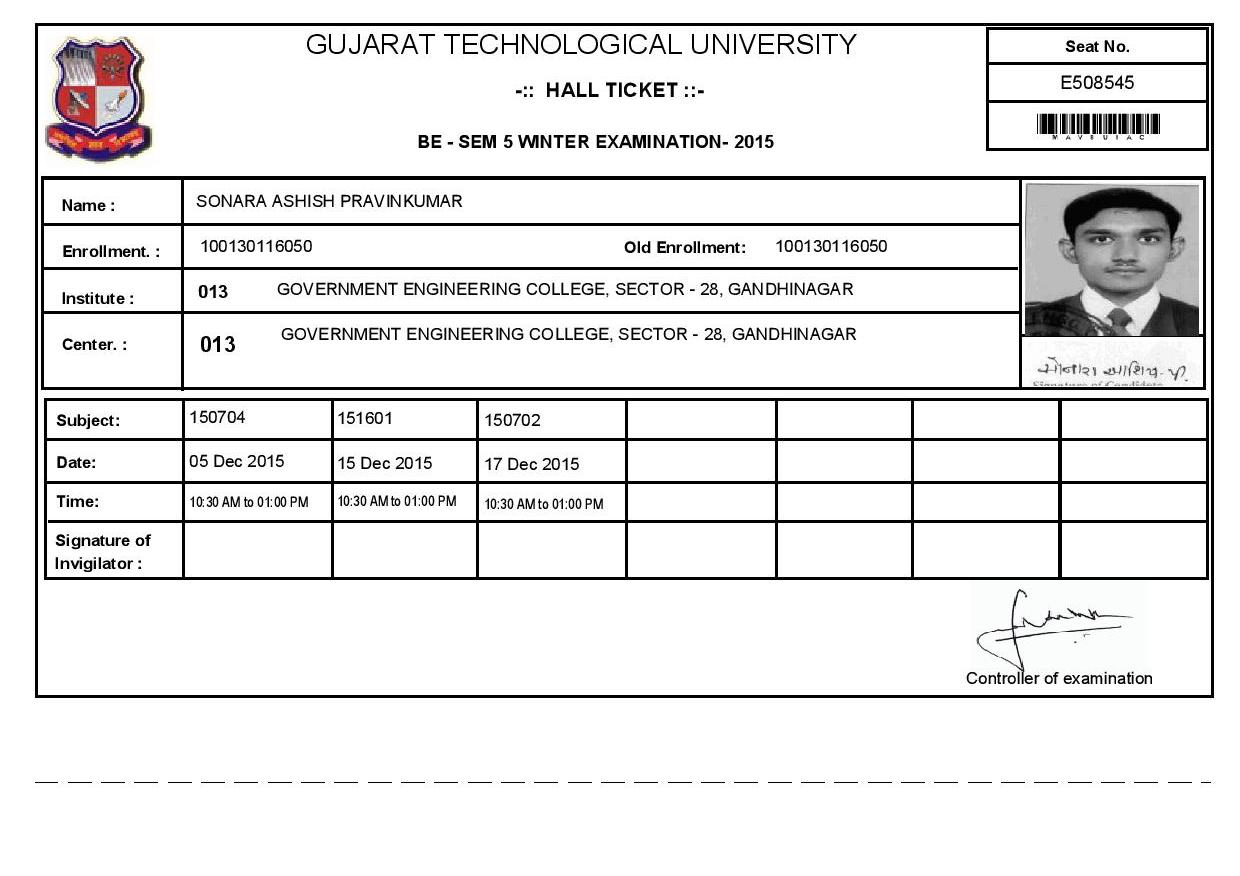 GUJARAT TECHNOLOGICAL UNIVERSITY
-:: HALL TICKET ::-
BE - SEM 5 WINTER EXAMINATION- 2015
Seat No.
E508545
M A V 8 U I A C
Name : SONARA ASHISH PRAVINKUMAR
Enrollment. : 100130116050 Old Enrollment: 100130116050
Institute : 013 GOVERNMENT ENGINEERING COLLEGE, SECTOR - 28, GANDHINAGAR
Center. : 013 GOVERNMENT ENGINEERING COLLEGE, SECTOR - 28, GANDHINAGAR
સોનારા આશિષ. પી.
Signature of Candidate
Subject: 150704 151601 150702
Date: 05 Dec 2015 15 Dec 2015 17 Dec 2015
Time: 10:30 AM to 01:00 PM 10:30 AM to 01:00 PM 10:30 AM to 01:00 PM
Signature of
Invigilator :
Controller of examination